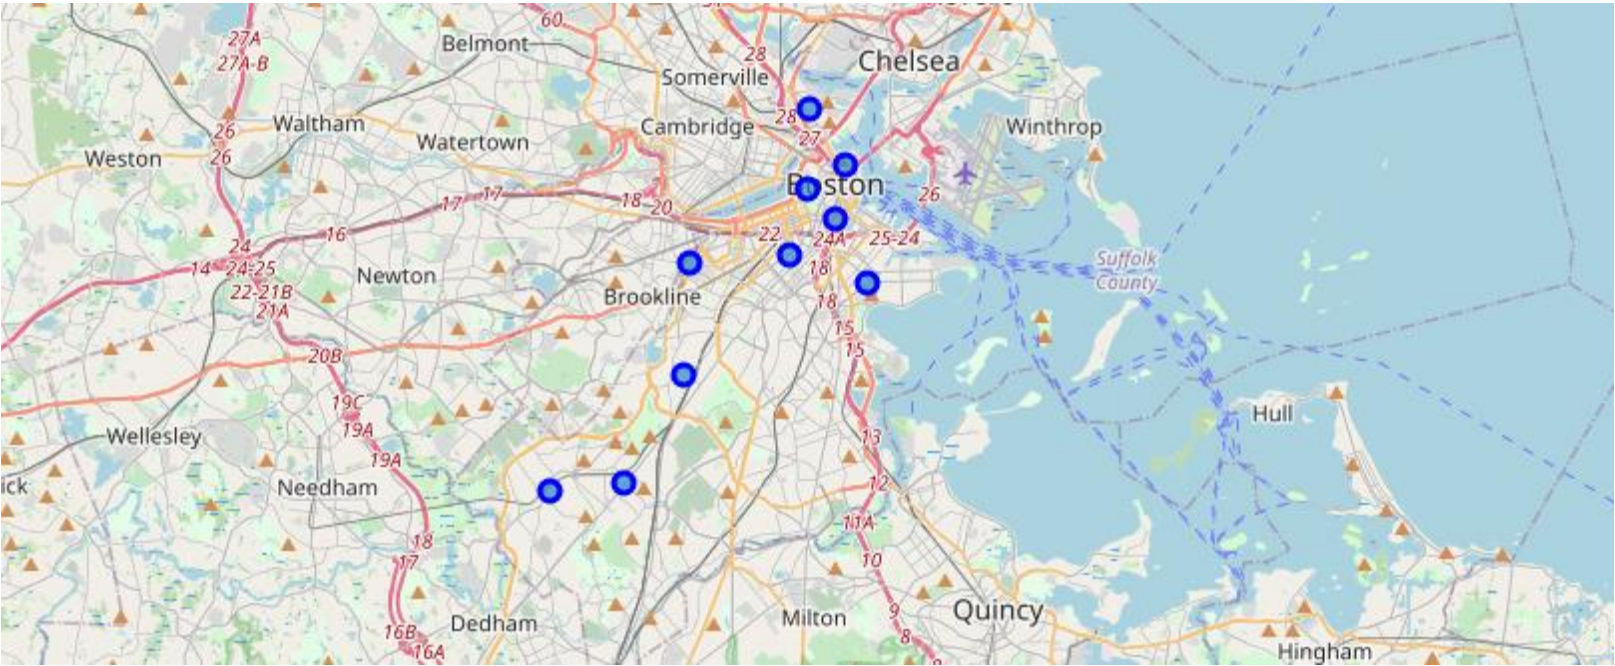 60
27A
27A-B
Belmont
28
Chelsea
Somerville
28
26
Waltham
Cambridge
Winthrop
27
Watertown
26
Weston
Boston
17
17
18
20
26
16
22
24A
25-24
24
14
24-25
18
Suffolk
County
Newton
22-21B
Brookline
18
21A
15
20B
15
19C
Hull
19A
13
Wellesley
19A
12
ick
Needham
11A
18
17
10
9
Quincy
Dedham
Milton
16B
8
16A
Hingham